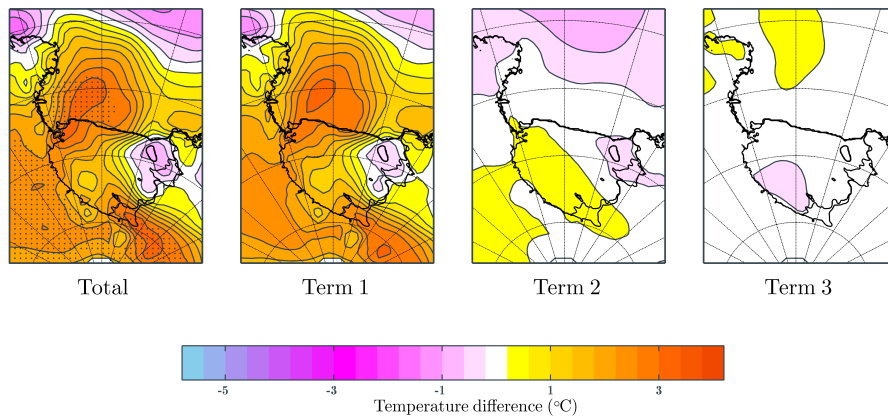 Total
Term 1
Term 2
Term 3
-5
-3
-1
1
3
Temperature difference (°C)